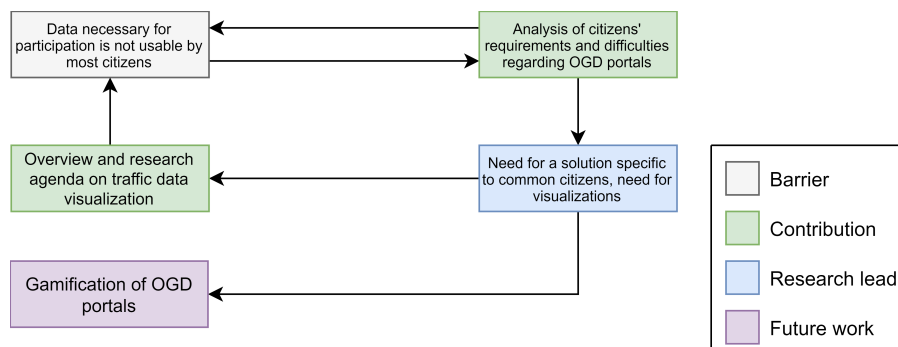 Data necessary for
participation is not usable by
most citizens
Analysis of citizens'
requirements and difficulties
regarding OGD portals
Overview and research
agenda on traffic data
visualization
Need for a solution specific
to common citizens, need for
visualizations
Gamification of OGD
portals
Barrier
Contribution
Research lead
Future work